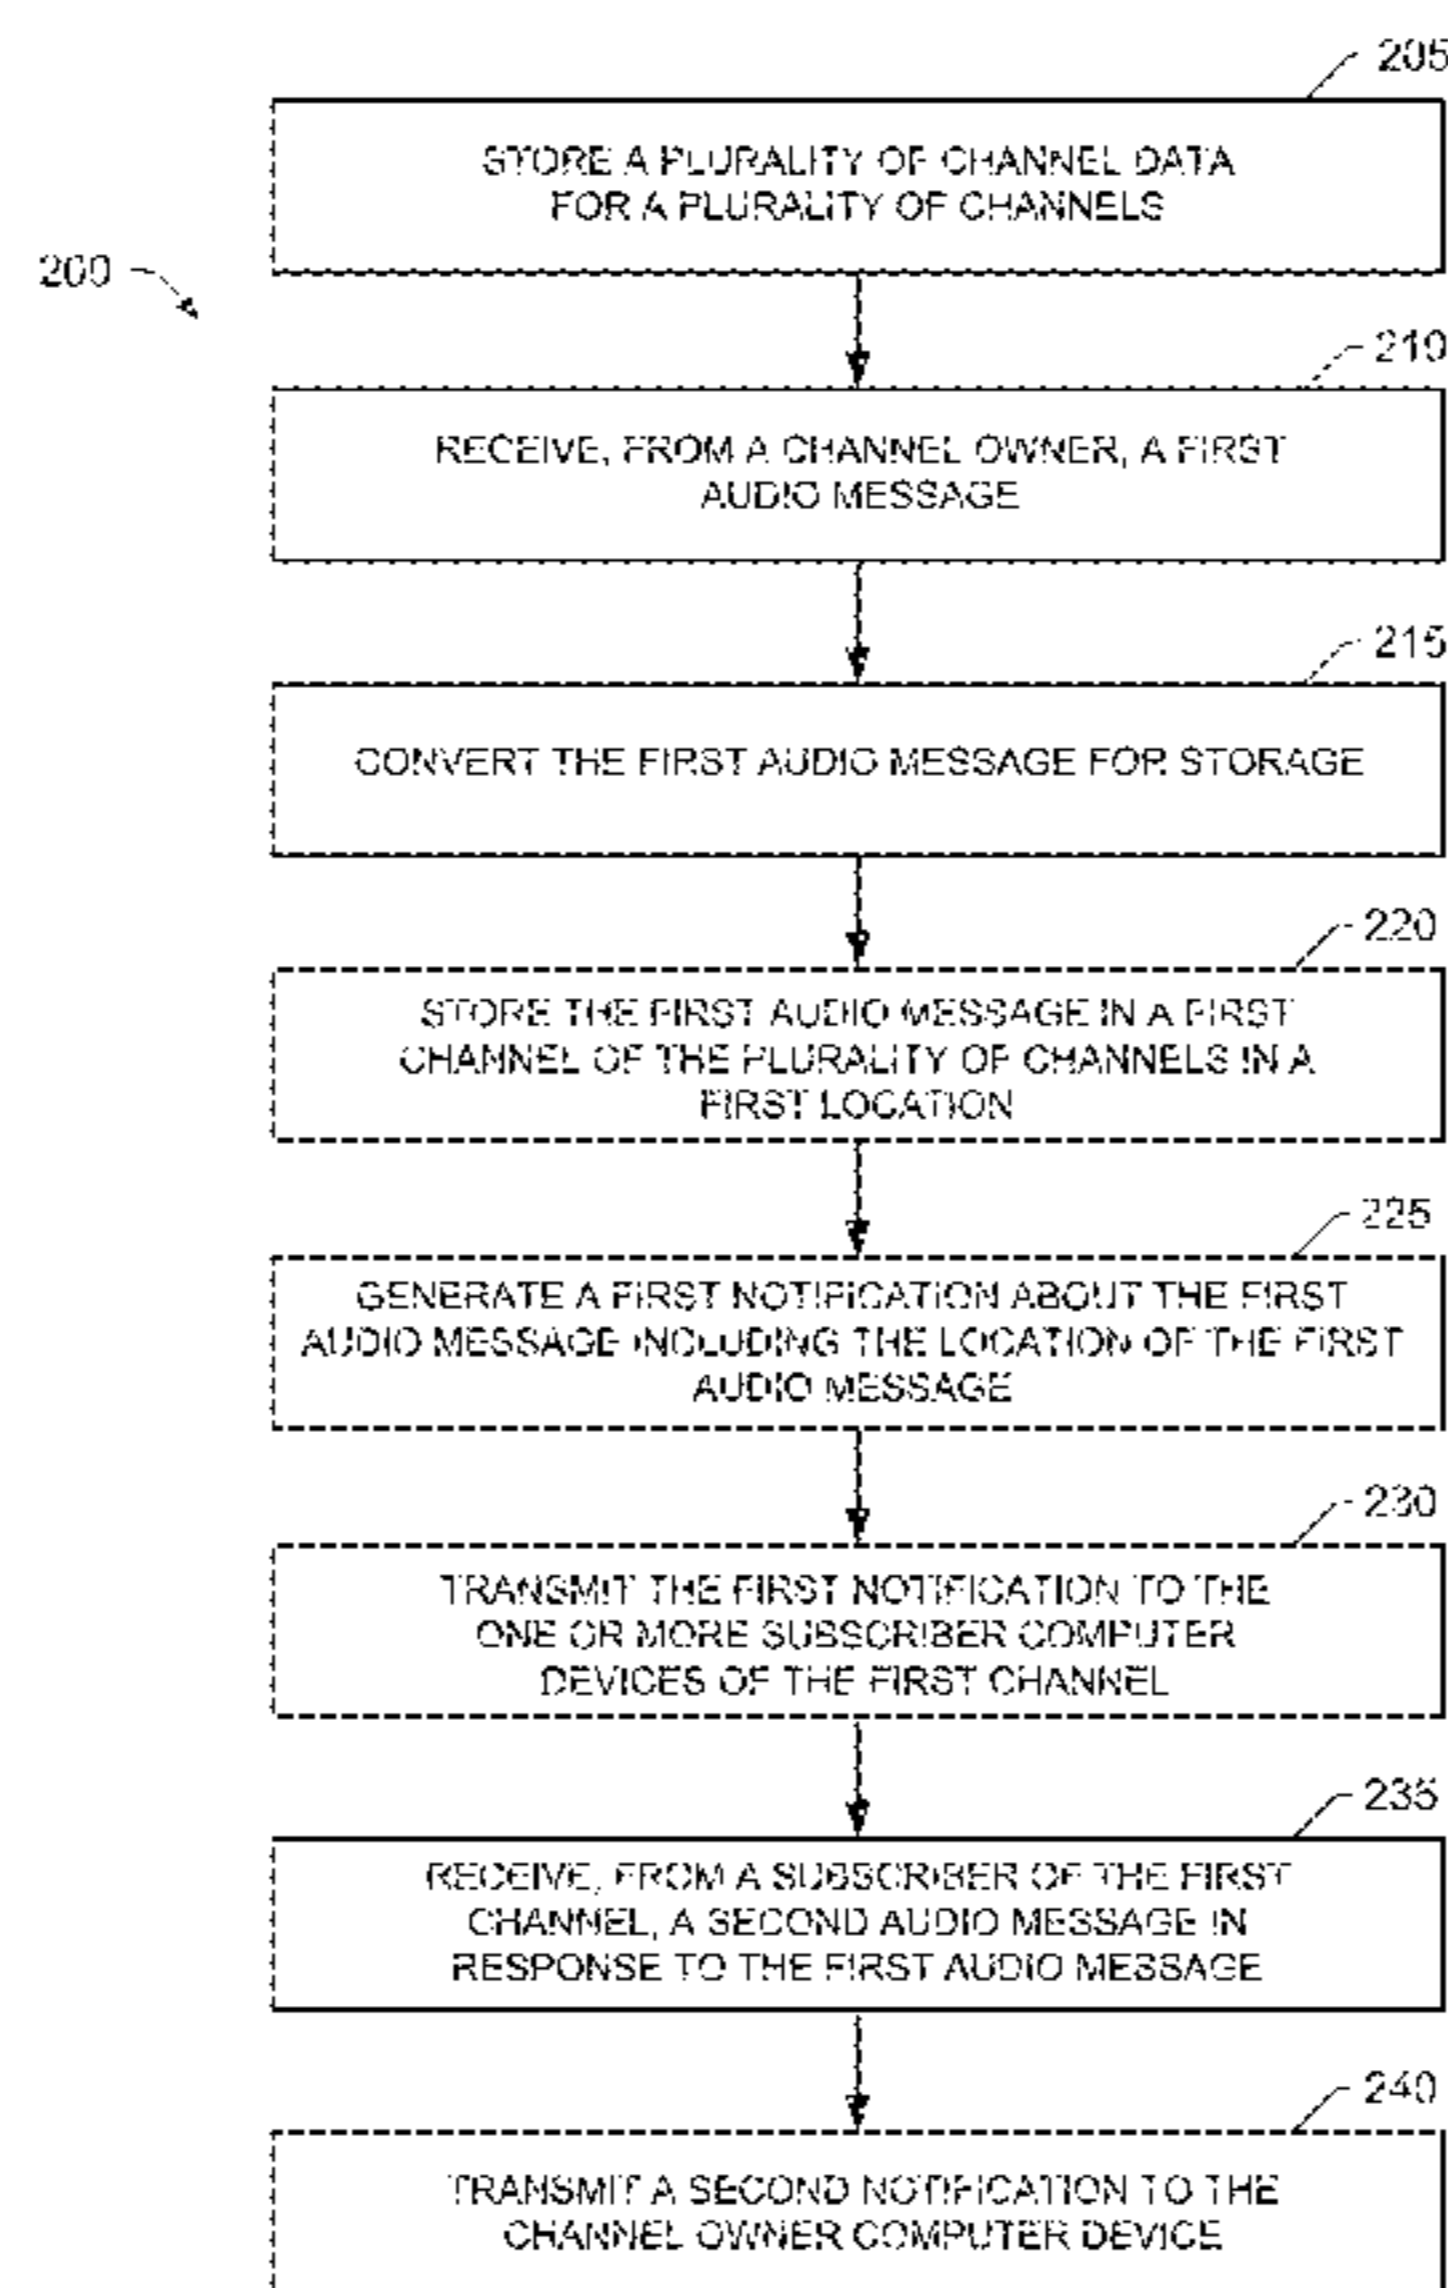 205
STORE A PLURALITY OF CHANNEL DATA
FOR A PLURALITY OF CHANNELS
200
210
RECEIVE, FROM A CHANNEL OWNER, A FIRST
AUDIO MESSAGE
215
CONVERT THE FIRST AUDIO MESSAGE FOR STORAGE
220
STORE THE FIRST AUDIO MESSAGE IN A FIRST
CHANNEL OF THE PLURALITY OF CHANNELS IN A
FIRST LOCATION
225
GENERATE A FIRST NOTIFICATION ABOUT THE FIRST
AUDIO MESSAGE INCLUDING THE LOCATION OF THE FIRST
AUDIO MESSAGE
230
TRANSMIT THE FIRST NOTIFICATION TO THE
ONE OR MORE SUBSCRIBER COMPUTER
DEVICES OF THE FIRST CHANNEL
235
RECEIVE, FROM A SUBSCRIBER OF THE FIRST
CHANNEL, A SECOND AUDIO MESSAGE IN
RESPONSE TO THE FIRST AUDIO MESSAGE
240
TRANSMIT A SECOND NOTIFICATION TO THE
CHANNEL OWNER COMPUTER DEVICE